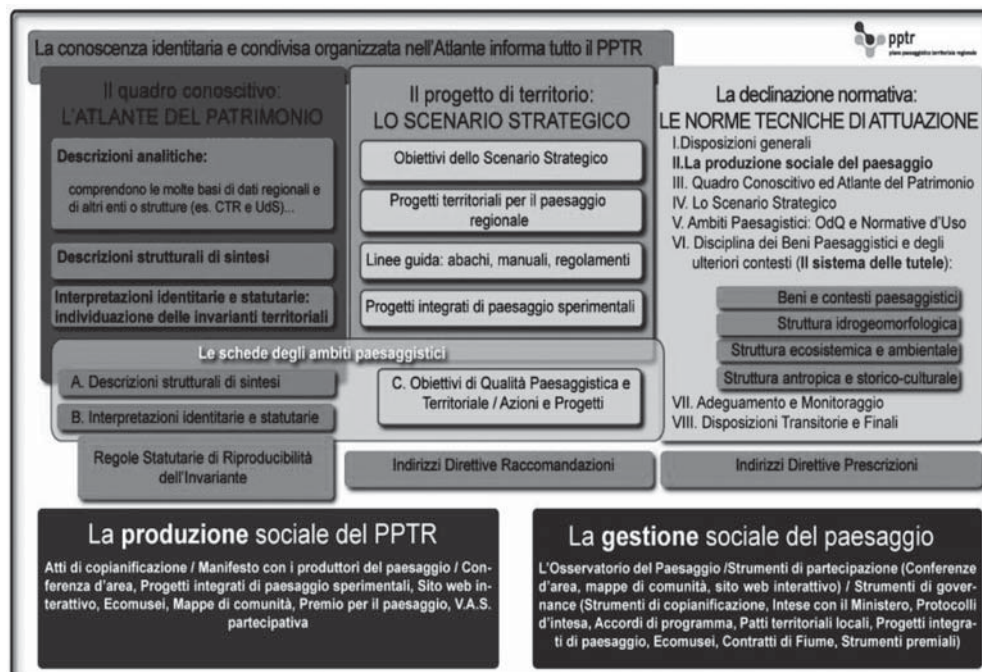 La conoscenza identitaria e condivisa organizzata nell'Atlante informa tutto il PPTR
pptr
piano paesaggistico territoriale regionale
Il quadro conoscitivo:
L'ATLANTE DEL PATRIMONIO
Descrizioni analitiche:
comprendono le molte basi di dati regionali e
di altri enti o strutture (es. CTR e UdS)...
Descrizioni strutturali di sintesi
Interpretazioni identitarie e statutarie:
individuazione delle invarianti territoriali
Il progetto di territorio:
LO SCENARIO STRATEGICO
Obiettivi dello Scenario Strategico
Progetti territoriali per il paesaggio
regionale
Linee guida: abachi, manuali, regolamenti
Progetti integrati di paesaggio sperimentali
Le schede degli ambiti paesaggistici
A. Descrizioni strutturali di sintesi
B. Interpretazioni identitarie e statutarie
C. Obiettivi di Qualità Paesaggistica e
Territoriale / Azioni e Progetti
La declinazione normativa:
LE NORME TECNICHE DI ATTUAZIONE
I.Disposizioni generali
II.La produzione sociale del paesaggio
III. Quadro Conoscitivo ed Atlante del Patrimonio
IV. Lo Scenario Strategico
V. Ambiti Paesagistici: OdQ e Normative d'Uso
VI. Disciplina dei Beni Paesaggistici e degli
ulteriori contesti (Il sistema delle tutele):
Beni e contesti paesaggistici
Struttura idrogeomorfologica
Struttura ecosistemica e ambientale
Struttura antropica e storico-culturale
VII. Adeguamento e Monitoraggio
VIII. Disposizioni Transitorie e Finali
Regole Statutarie di Riproducibilità
dell'Invariante
Indirizzi Direttive Raccomandazioni
Indirizzi Direttive Prescrizioni
La produzione sociale del PPTR
Atti di copianificazione / Manifesto con i produttori del paesaggio / Con-
ferenza d'area, Progetti integrati di paesaggio sperimentali, Sito web in-
terattivo, Ecomusei, Mappe di comunità, Premio per il paesaggio, V.A.S.
partecipativa
La gestione sociale del paesaggio
L'Osservatorio del Paesaggio /Strumenti di partecipazione (Conferenze
d'area, mappe di comunità, sito web interattivo) / Strumenti di gover-
nance (Strumenti di copianificazione, Intese con il Ministero, Protocolli
d'intesa, Accordi di programma, Patti territoriali locali, Progetti integra-
ti di paesaggio, Ecomusei, Contratti di Fiume, Strumenti premiali)